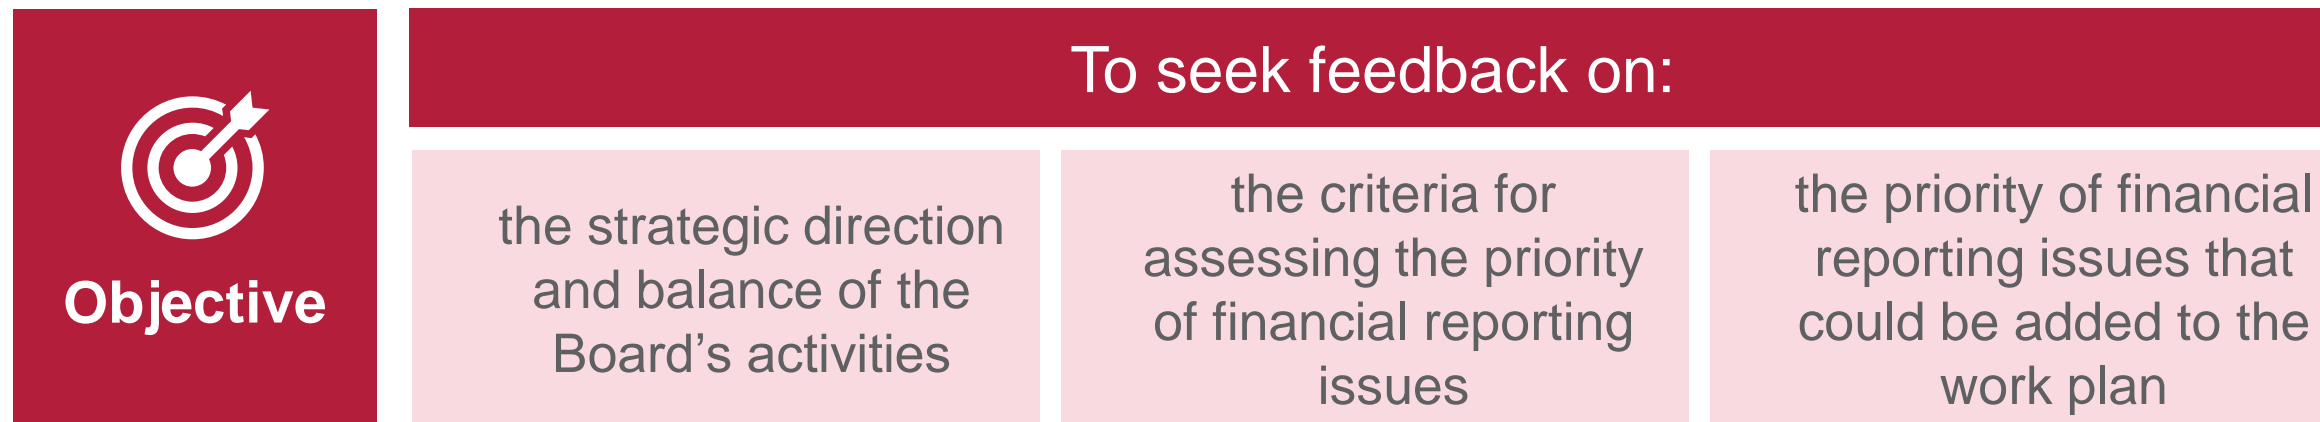 Objective
To seek feedback on:
the strategic direction
and balance of the
Board’s activities
the criteria for
assessing the priority
of financial reporting
issues
the priority of financial
reporting issues that
could be added to the
work plan